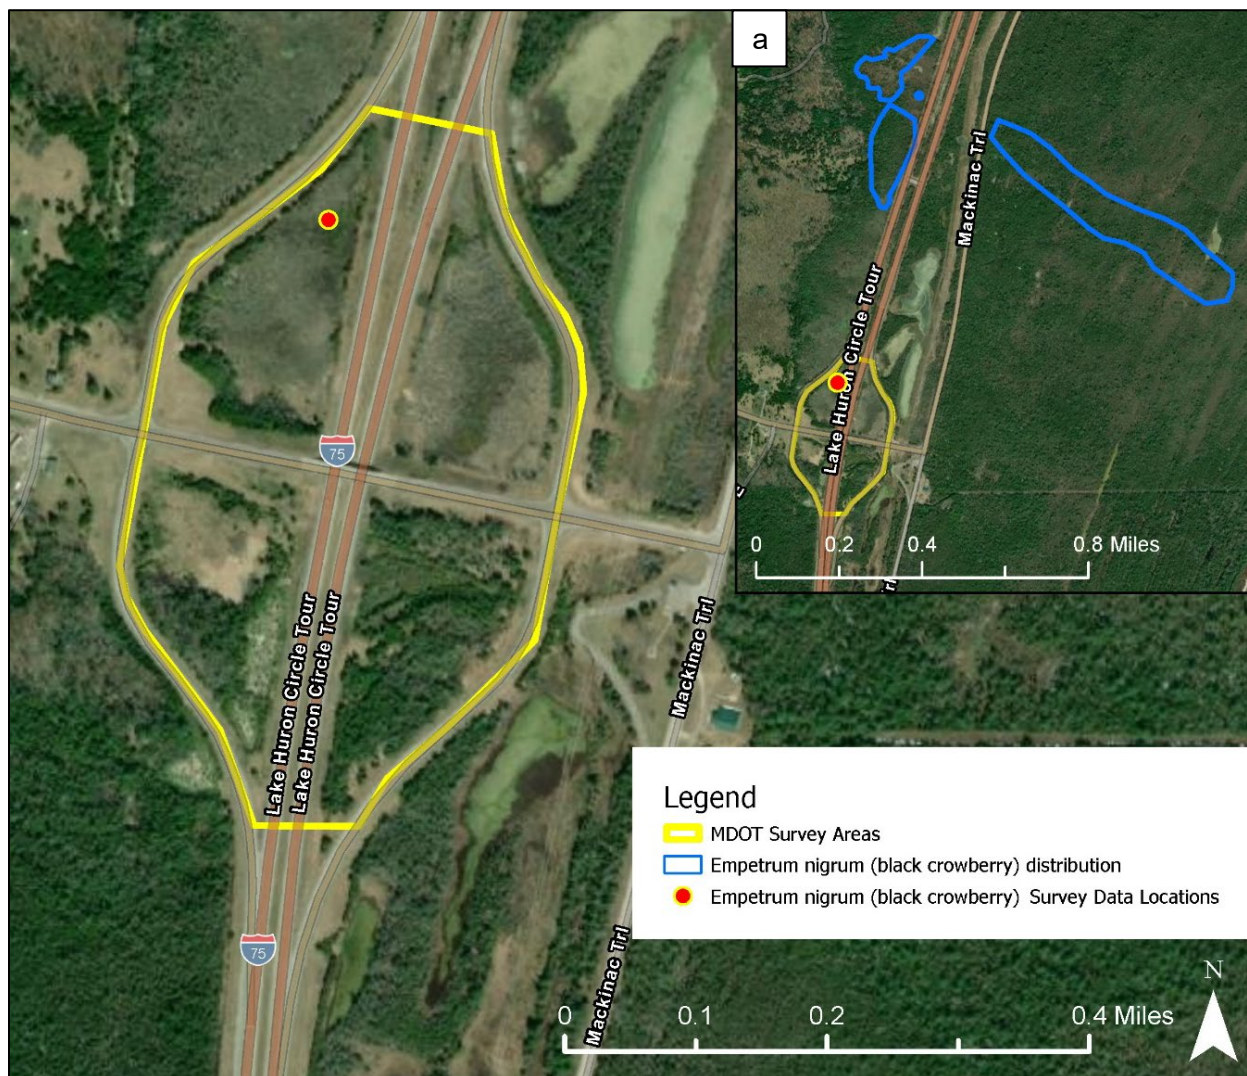 a
Mackinac Trl
Lake Huron Circle Tour
0 0.2 0.4 0.8 Miles
75
Lake Huron Circle Tour
Lake Huron Circle Tour
Mackinac Trl
Legend
MDOT Survey Areas
Empetrum nigrum (black crowberry) distribution
Empetrum nigrum (black crowberry) Survey Data Locations
75
Mackinac Trl
N
0 0.1 0.2 0.4 Miles